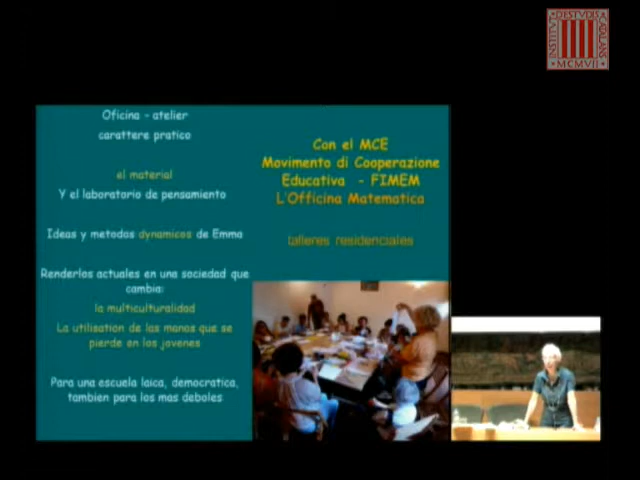 INSTITVT
D'ESTVDIS
CATALANS
MCMVII
Oficina - atelier
carattere pratico
el material
Y el laboratorio de pensamiento
Ideas y metodos dynamicos de Emma
Renderlos actuales en una sociedad que
cambia:
la multiculturalidad
La utilisation de las manos que se
pierde en los jovenes
Para una escuela laica, democratica,
tambien para los mas deboles
Con el MCE
Movimento di Cooperazione
Educativa - FIMEM
L'Officina Matematica
talleres residenciales